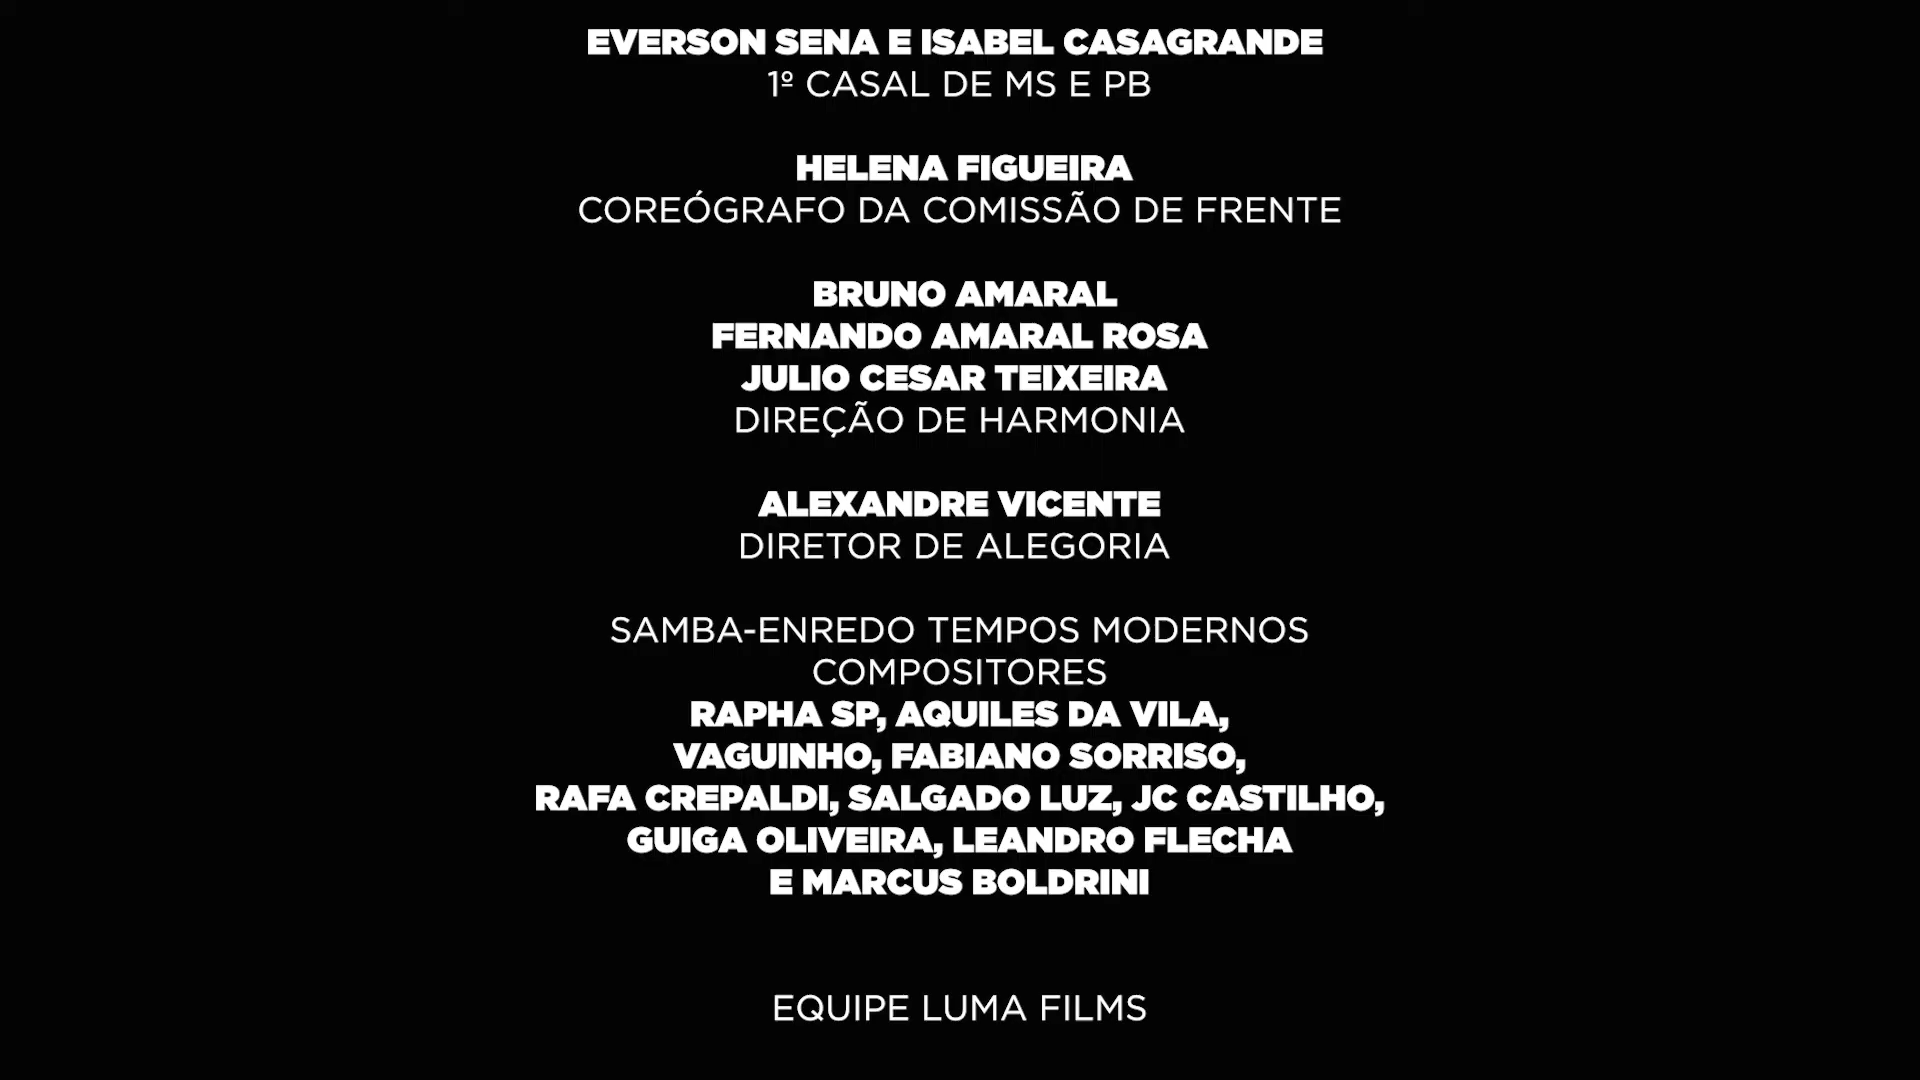 EVERSON SENA E ISABEL CASAGRANDE
1º CASAL DE MS E PB
HELENA FIGUEIRA
COREÓGRAFO DA COMISSÃO DE FRENTE
BRUNO AMARAL
FERNANDO AMARAL ROSA
JULIO CESAR TEIXEIRA
DIREÇÃO DE HARMONIA
ALEXANDRE VICENTE
DIRETOR DE ALEGORIA
SAMBA-ENREDO TEMPOS MODERNOS
COMPOSITORES
RAPHA SP, AQUILES DA VILA,
VAGUINHO, FABIANO SORRISO,
RAFA CREPALDI, SALGADO LUZ, JC CASTILHO,
GUIGA OLIVEIRA, LEANDRO FLECHA
E MARCUS BOLDRINI
EQUIPE LUMA FILMS